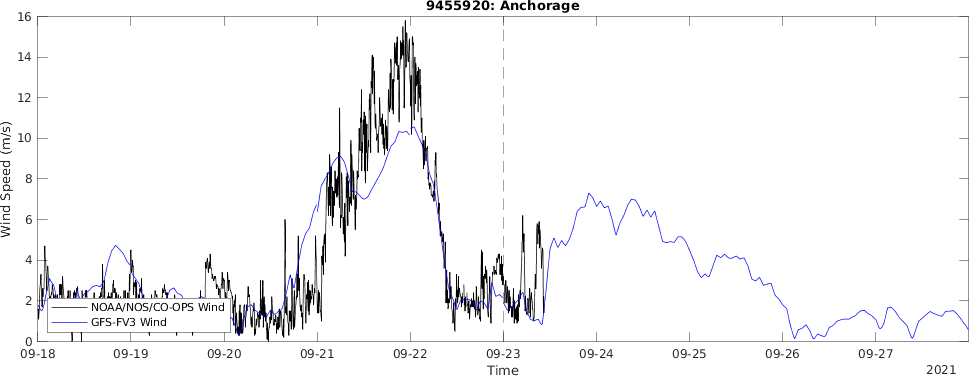 9455920: Anchorage
16
14
12
10
8
6
4
2
0
Wind Speed (m/s)
NOAA/NOS/CO-OPS Wind
GFS-FV3 Wind
09-18 09-19 09-20 09-21 09-22 09-23 09-24 09-25 09-26 09-27
Time
2021